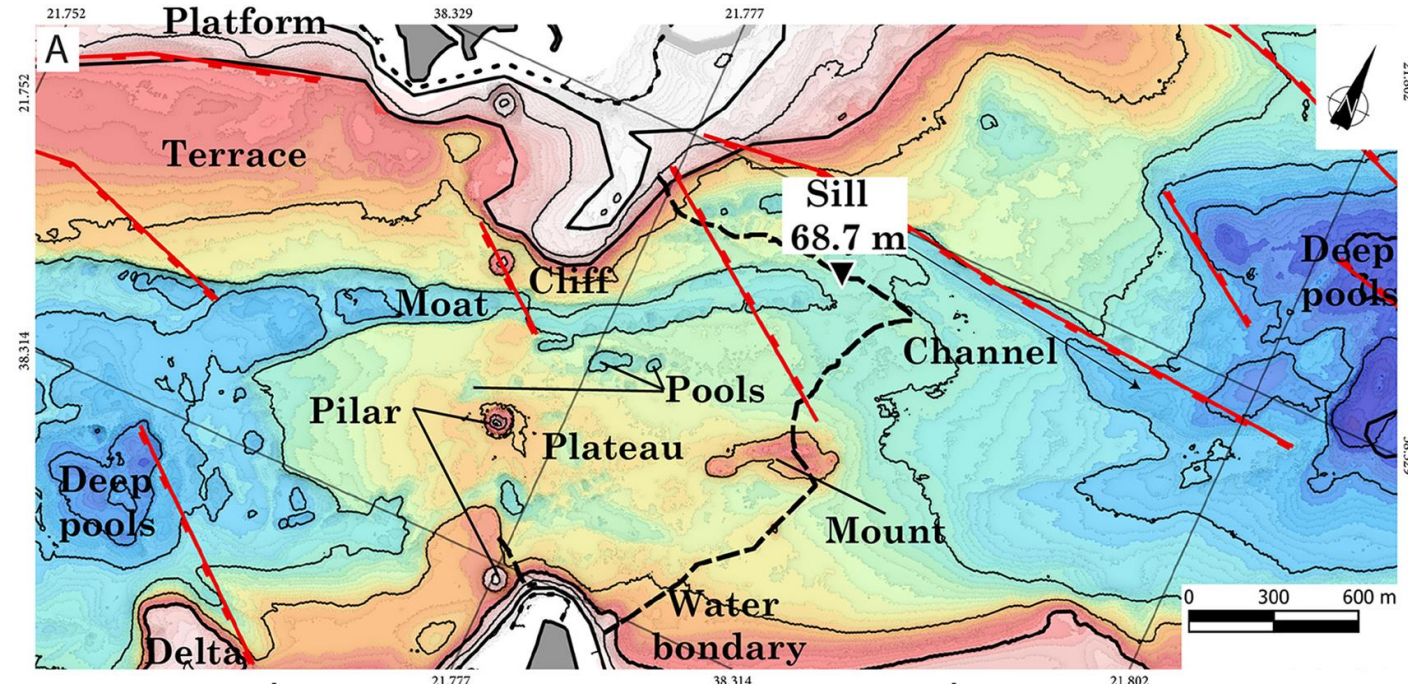 21.752
38.329
21.777
Platform
A
21.752
21.802
N
Terrace
Sill
68.7 m
Cliff
Deep
pools
Moat
38.314
Channel
Pools
Pilar
Plateau
Deep
pools
Mount
0 300 600 m
Water
bondary
Delta
21.777
38.314
21.802